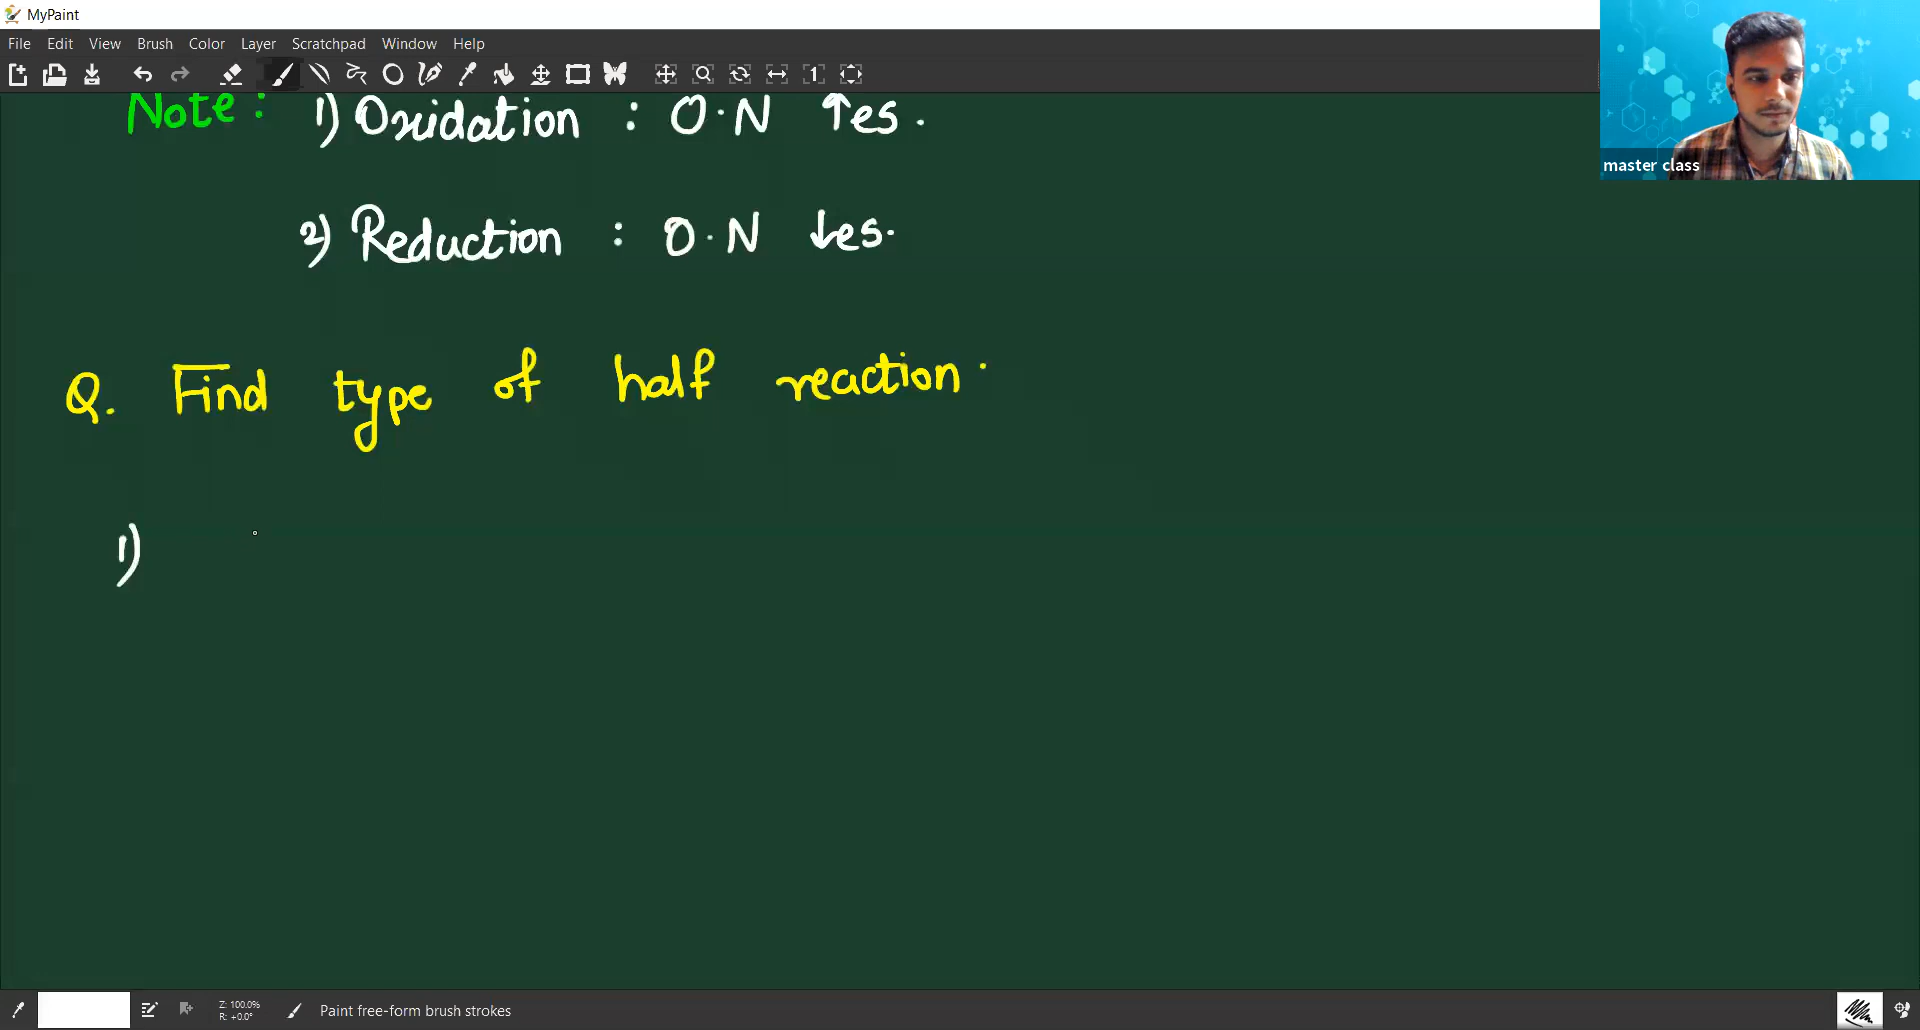 MyPaint
File Edit View Brush Color Layer Scratchpad Window Help
master class
Note: 1) Oxidation : O.N ↑es.
2) Reduction : O.N ↓es.
Q. Find type of half reaction.
1)
Z: 100.0%
R: +0.0°
Paint free-form brush strokes